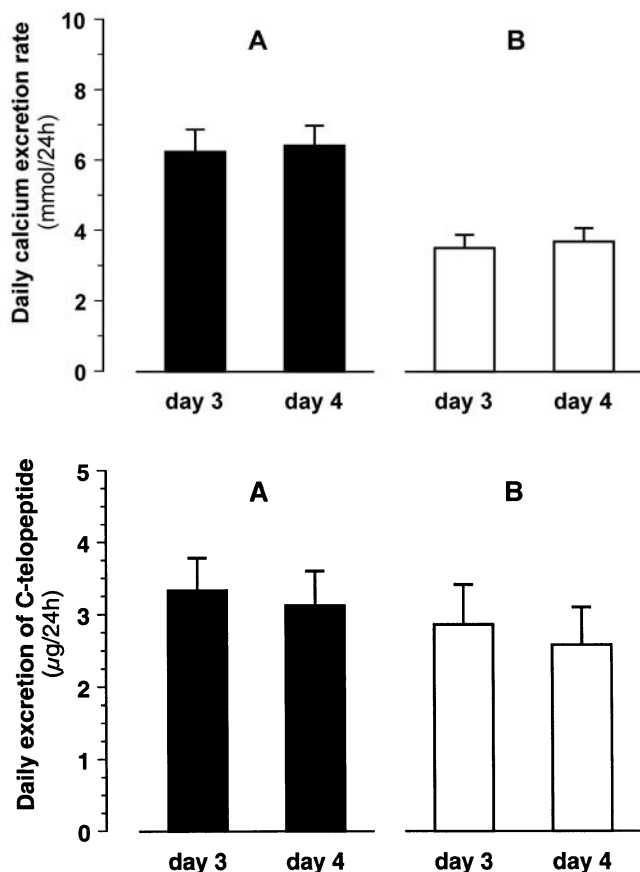 Daily calcium excretion rate
(mmol/24h)
10
8
6
4
2
0
A
B
day 3
day 4
day 3
day 4
Daily excretion of C-telopeptide
(µg/24h)
5
4
3
2
1
0
A
B
day 3
day 4
day 3
day 4